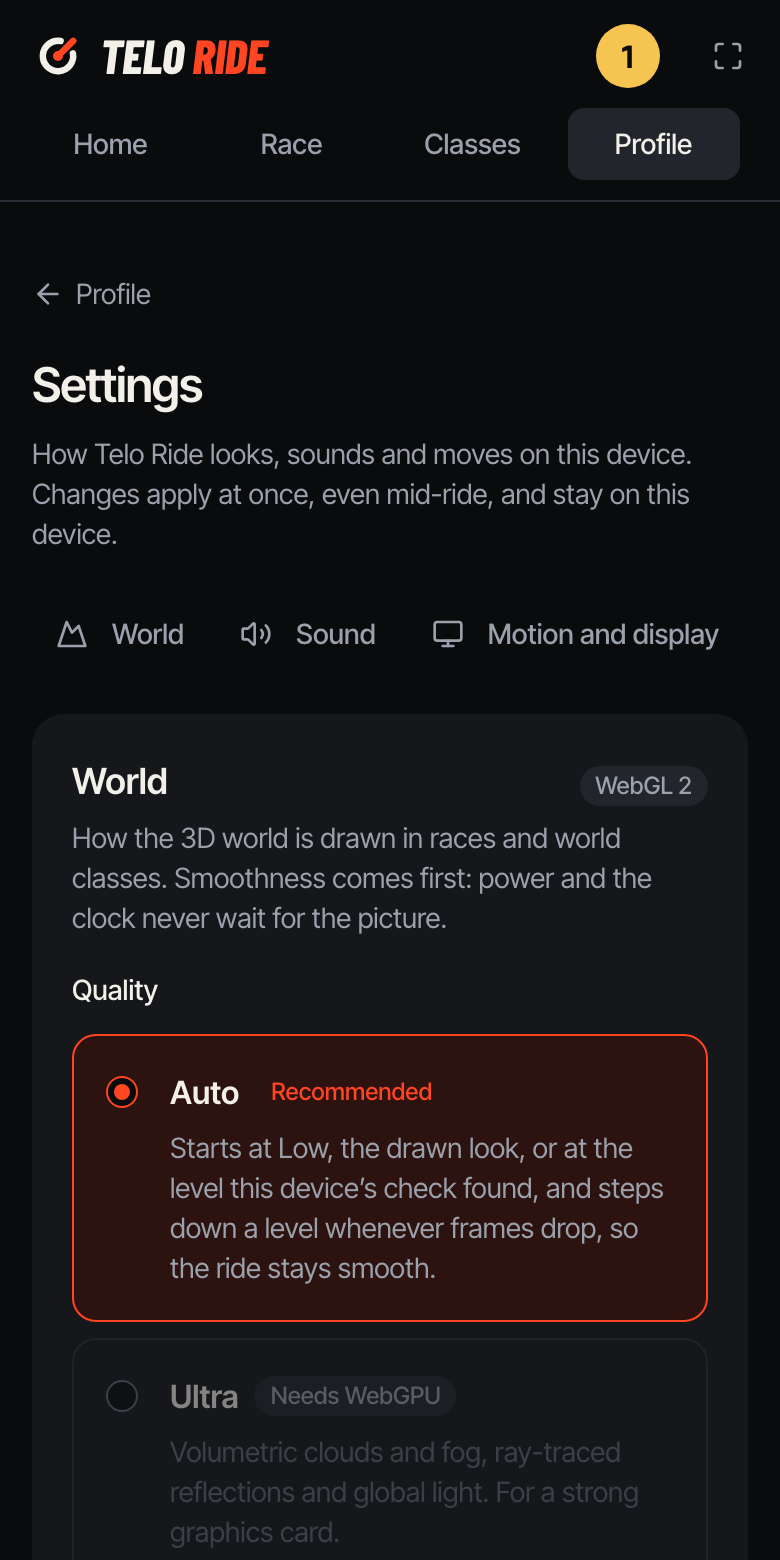 TELO RIDE
1
Home
Race
Classes
Profile
Profile
Settings
How Telo Ride looks, sounds and moves on this device.
Changes apply at once, even mid-ride, and stay on this
device.
World
Sound
Motion and display
World
WebGL 2
How the 3D world is drawn in races and world
classes. Smoothness comes first: power and the
clock never wait for the picture.
Quality
Auto
Recommended
Starts at Low, the drawn look, or at the
level this device’s check found, and steps
down a level whenever frames drop, so
the ride stays smooth.
Ultra
Needs WebGPU
Volumetric clouds and fog, ray-traced
reflections and global light. For a strong
graphics card.